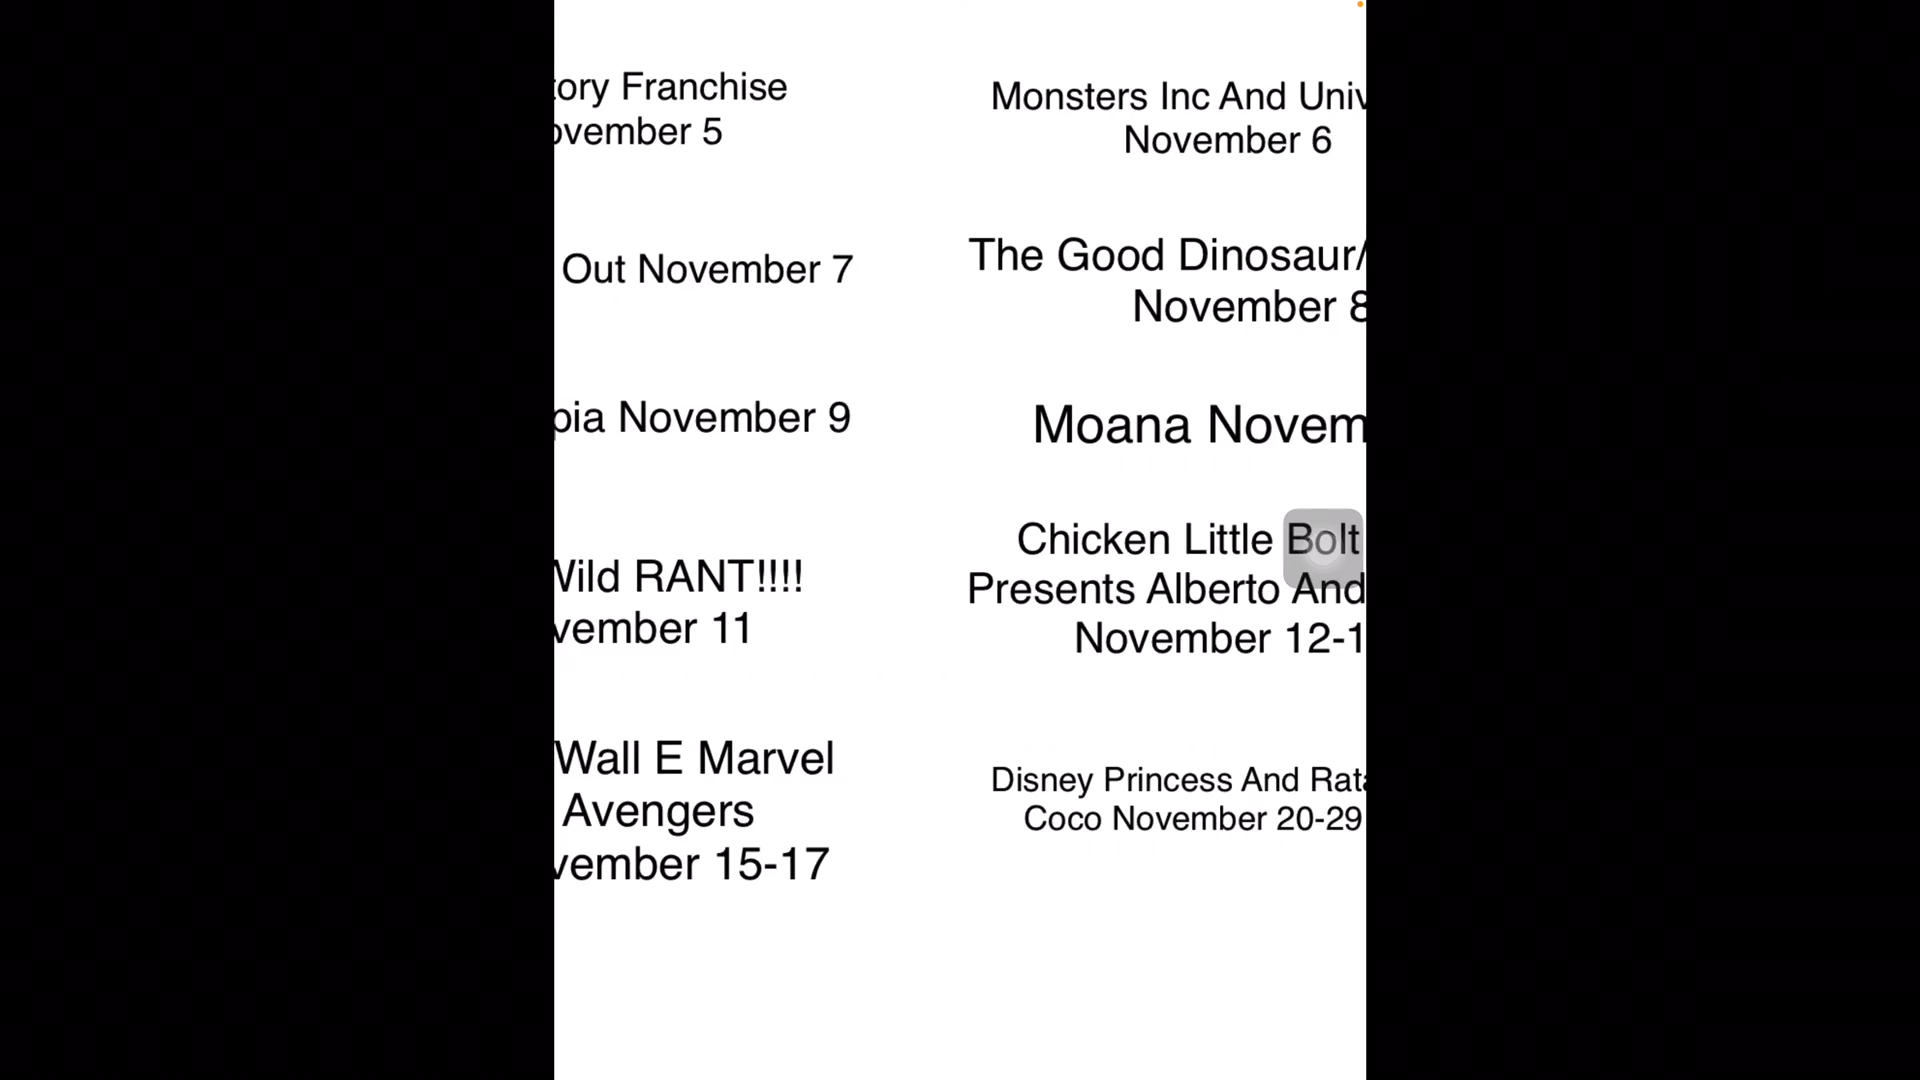 tory Franchise
ovember 5
Monsters Inc And Univ
November 6
Out November 7
The Good Dinosaur/
November 8
pia November 9
Moana Novem
Wild RANT!!!!
vember 11
Chicken Little Bolt
Presents Alberto And
November 12-1
Wall E Marvel
Avengers
vember 15-17
Disney Princess And Rata
Coco November 20-29